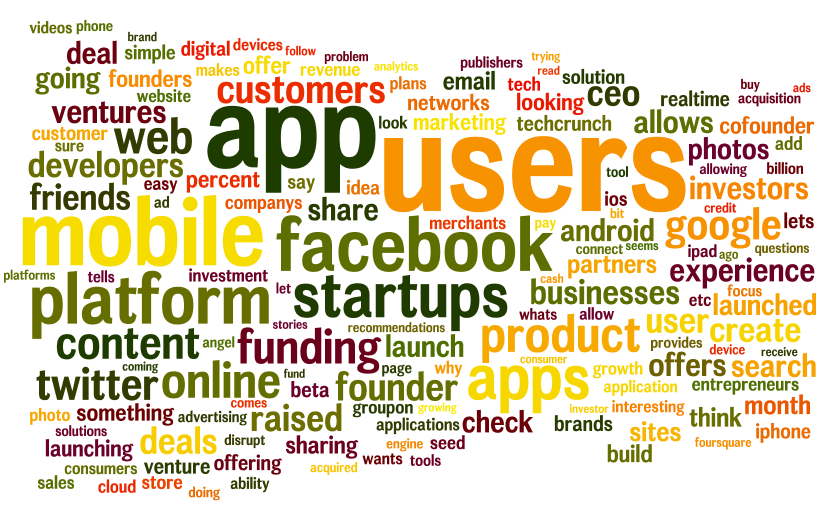 videos phone
brand
deal simple digital devices follow
problem
publishers
trying
going founders makes offer revenue analytics
read
website customers plans email tech solution
buy ads
ventures networks looking ceo realtime acquisition
customer web app look marketing techcrunch allows cofounder
sure
developers users photos add
tool
allowing billion
easy percent say idea
friends ad companys share ios investors
bit credit
mobile merchants pay android google lets
facebook connect seems ipad ago questions
platforms tells investment partners experience
cash
platform let startups businesses etc focus
launched
whats allow
stories recommendations product user create
content angel funding launch provides
device receive
coming page why consumer growth offers search
twitter online fund beta founder apps application entrepreneurs
comes
photo something advertising raised groupon growing investor interesting month
applications check brands think
solutions
launching deals disrupt sharing engine seed sites foursquare iphone
consumers venture offering acquired wants tools build
sales cloud store doing ability